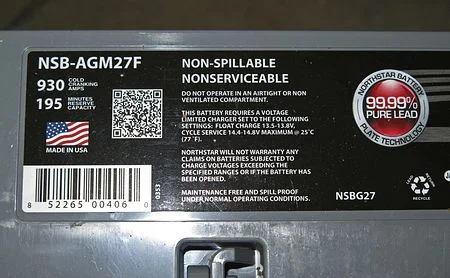 NSB-AGM27F
930 COLD CRANKING AMPS
195 MINUTES RESERVE CAPACITY
MADE IN USA
8 52265 00406 0
0353
NON-SPILLABLE
NONSERVICEABLE
DO NOT OPERATE IN AN AIRTIGHT OR NON
VENTILATED COMPARTMENT.
THIS BATTERY REQUIRES A VOLTAGE
LIMITED CHARGER SET TO THE FOLLOWING
SETTINGS: FLOAT CHARGE 13.5-13.8V.
CYCLE SERVICE 14.4-14.8V MAXIMUM @ 25°C
(77 °F).
NORTHSTAR WILL NOT WARRANTY ANY
CLAIMS ON BATTERIES SUBJECTED TO
CHARGE VOLTAGES EXCEEDING THE
SPECIFIED RANGES OR IF THE BATTERY HAS
BEEN OPENED.
MAINTENANCE FREE AND SPILL PROOF
UNDER NORMAL OPERATING CONDITIONS.
NORTHSTAR BATTERY
99.99%
PURE LEAD
PLATE TECHNOLOGY
NSBG27
RECYCLE